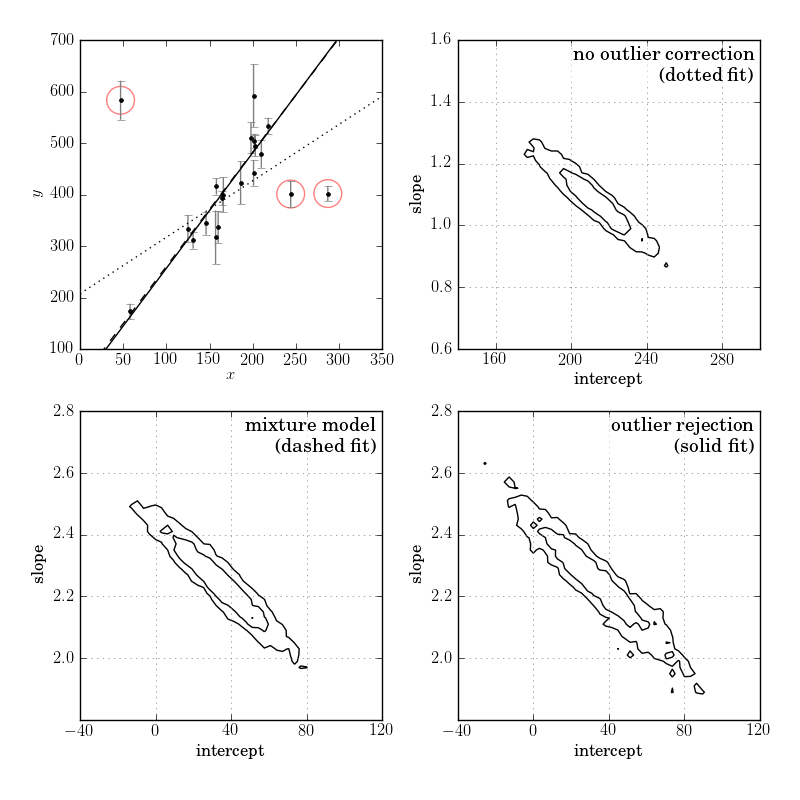 700
600
500
400
300
200
100
y
0 50 100 150 200 250 300 350
x
no outlier correction
(dotted fit)
1.6
1.4
1.2
1.0
0.8
0.6
slope
160 200 240 280
intercept
mixture model
(dashed fit)
2.8
2.6
2.4
2.2
2.0
slope
−40 0 40 80 120
intercept
outlier rejection
(solid fit)
2.8
2.6
2.4
2.2
2.0
slope
−40 0 40 80 120
intercept